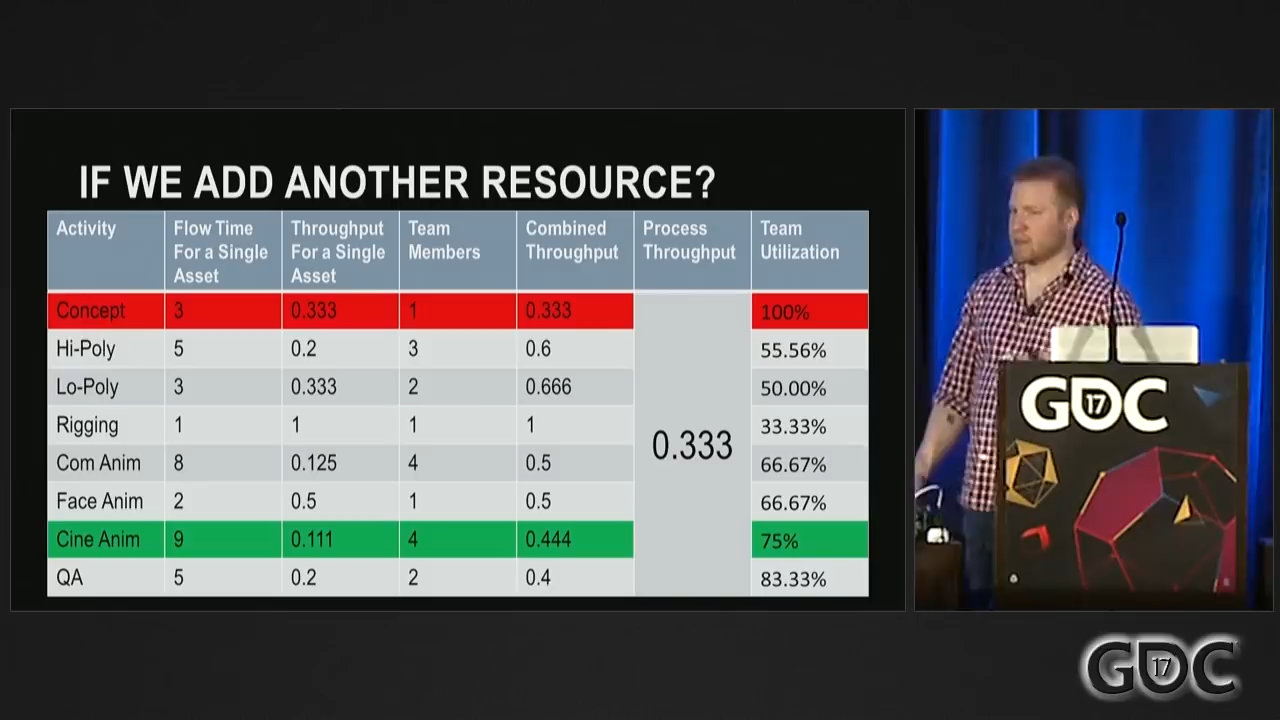 IF WE ADD ANOTHER RESOURCE?
Activity Flow Time For a Single Asset Throughput For a Single Asset Team Members Combined Throughput Process Throughput Team Utilization
Concept 3 0.333 1 0.333 100%
Hi-Poly 5 0.2 3 0.6 55.56%
Lo-Poly 3 0.333 2 0.666 50.00%
Rigging 1 1 1 1 33.33%
0.333
Com Anim 8 0.125 4 0.5 66.67%
Face Anim 2 0.5 1 0.5 66.67%
Cine Anim 9 0.111 4 0.444 75%
QA 5 0.2 2 0.4 83.33%
GDC 17
GDC 17